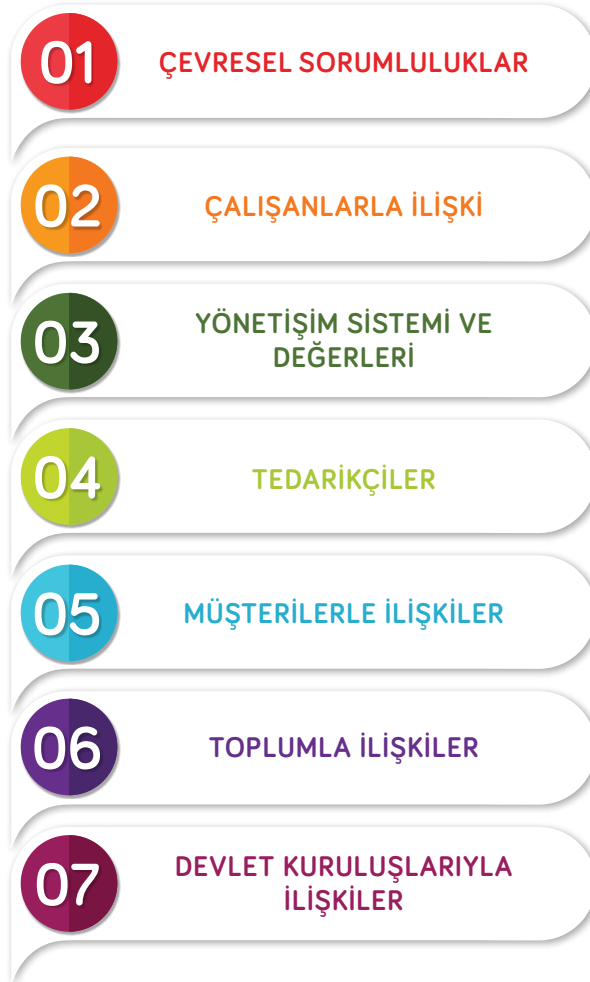 01
ÇEVRESEL SORUMLULUKLAR
02
ÇALIŞANLARLA İLİŞKİ
03
YÖNETİŞİM SİSTEMİ VE
DEĞERLERİ
04
TEDARİKÇİLER
05
MÜŞTERİLERLE İLİŞKİLER
06
TOPLUMLA İLİŞKİLER
07
DEVLET KURULUŞLARIYLA
İLİŞKİLER